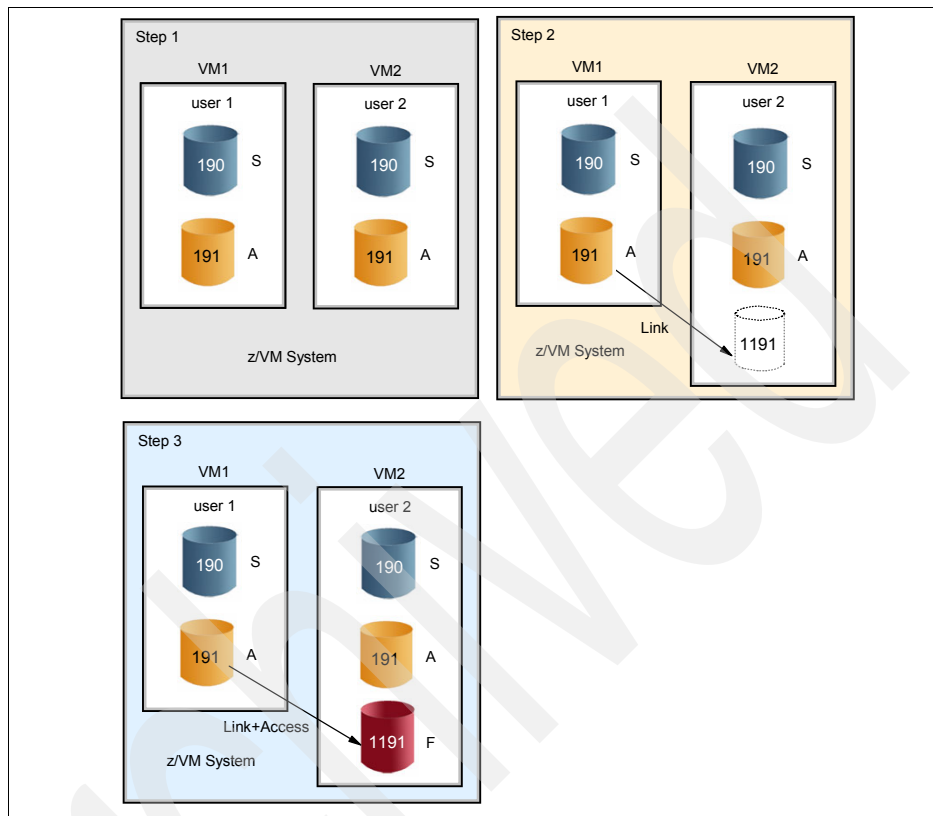 Step 1
VM1
VM2
user 1
user 2
190
S
190
S
191
A
191
A
z/VM System
Step 2
VM1
VM2
user 1
user 2
190
S
190
S
191
A
191
A
Link
1191
z/VM System
Step 3
VM1
VM2
user 1
user 2
190
S
190
S
191
A
191
A
Link+Access
1191
F
z/VM System